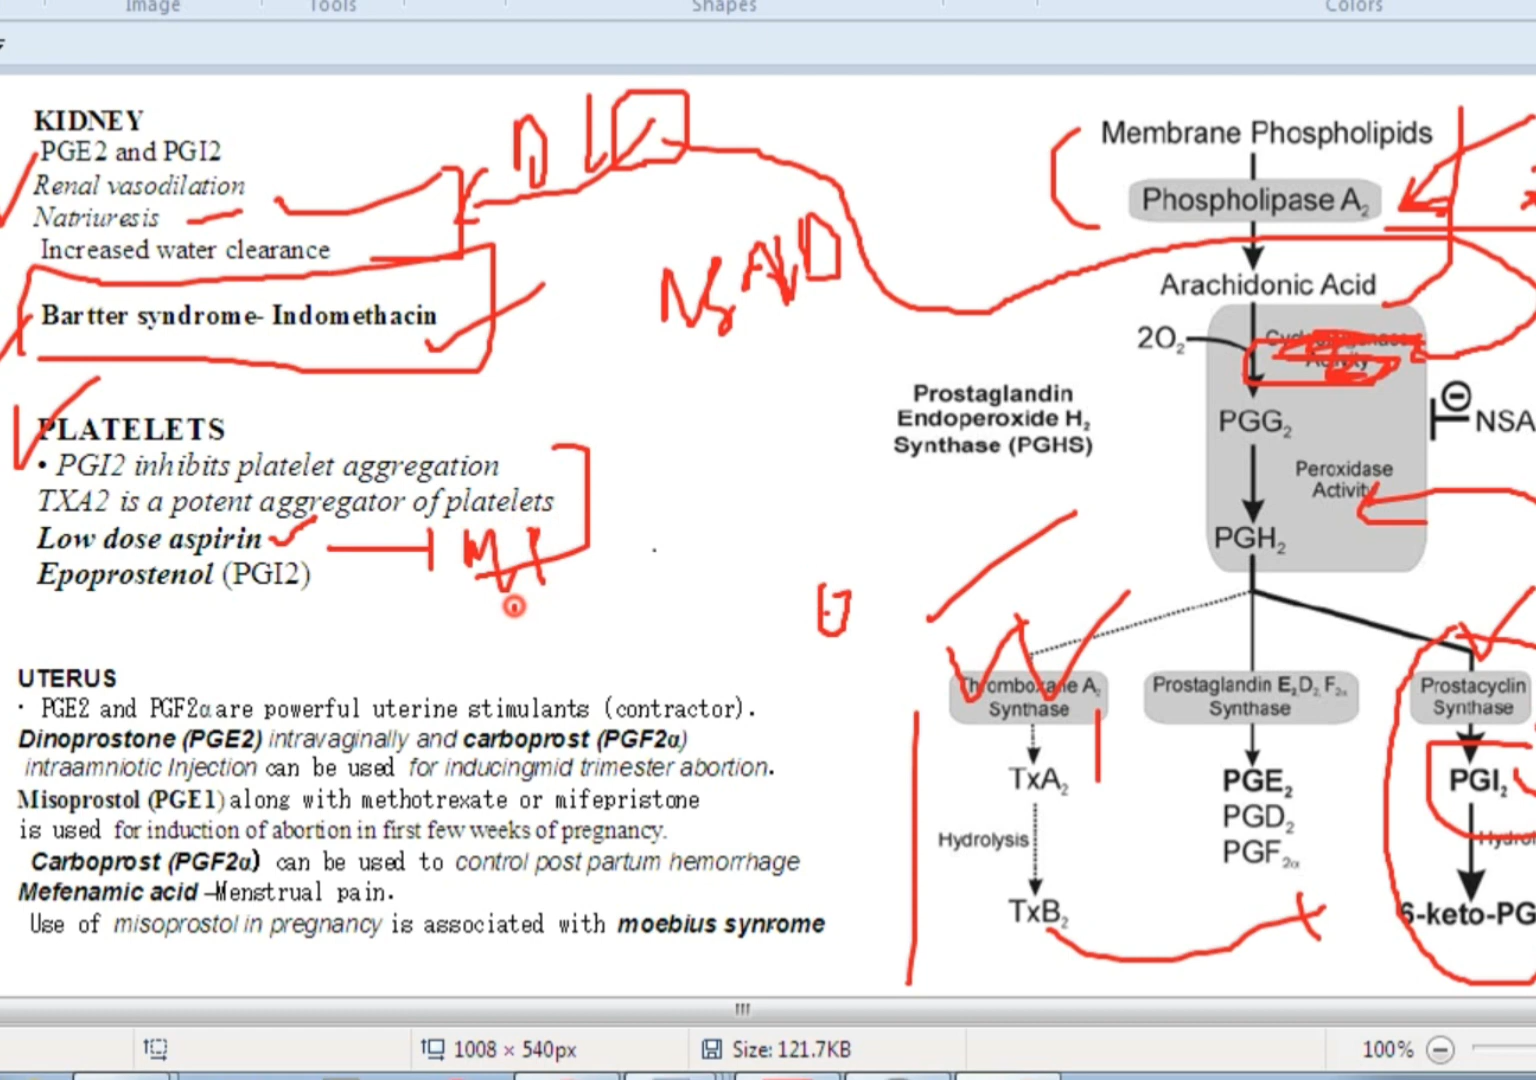 Image
Tools
Shapes
Colors
KIDNEY
PGE2 and PGI2
Renal vasodilation
Natriuresis
Increased water clearance
Bartter syndrome- Indomethacin
PLATELETS
• PGI2 inhibits platelet aggregation
TXA2 is a potent aggregator of platelets
Low dose aspirin
Epoprostenol (PGI2)
UTERUS
· PGE2 and PGF2α are powerful uterine stimulants (contractor).
Dinoprostone (PGE2) intravaginally and carboprost (PGF2α)
intraamniotic Injection can be used for inducingmid trimester abortion.
Misoprostol (PGE1) along with methotrexate or mifepristone
is used for induction of abortion in first few weeks of pregnancy.
Carboprost (PGF2α) can be used to control post partum hemorrhage
Mefenamic acid –Menstrual pain.
Use of misoprostol in pregnancy is associated with moebius synrome
NSAID
Membrane Phospholipids
Phospholipase A2
Arachidonic Acid
2O2
Activity
Prostaglandin
Endoperoxide H2
Synthase (PGHS)
PGG2
NSA
Peroxidase
Activity
PGH2
Thromboxane A2
Synthase
Prostaglandin E2, D2, F2α
Synthase
Prostacyclin
Synthase
TxA2
PGE2
PGD2
PGF2α
PGI2
Hydrolysis
Hydrol
TxB2
6-keto-PG
1008 × 540px
Size: 121.7KB
100%